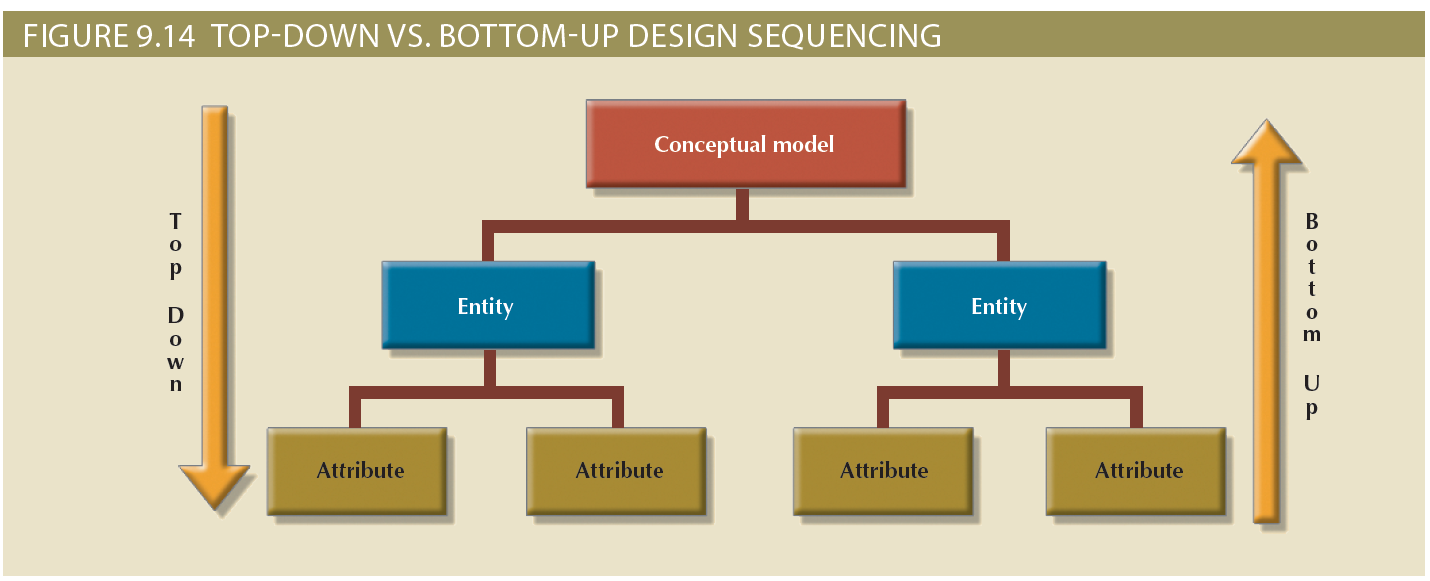 FIGURE 9.14 TOP-DOWN VS. BOTTOM-UP DESIGN SEQUENCING
Conceptual model
Top Down
Bottom Up
Entity
Entity
Attribute
Attribute
Attribute
Attribute